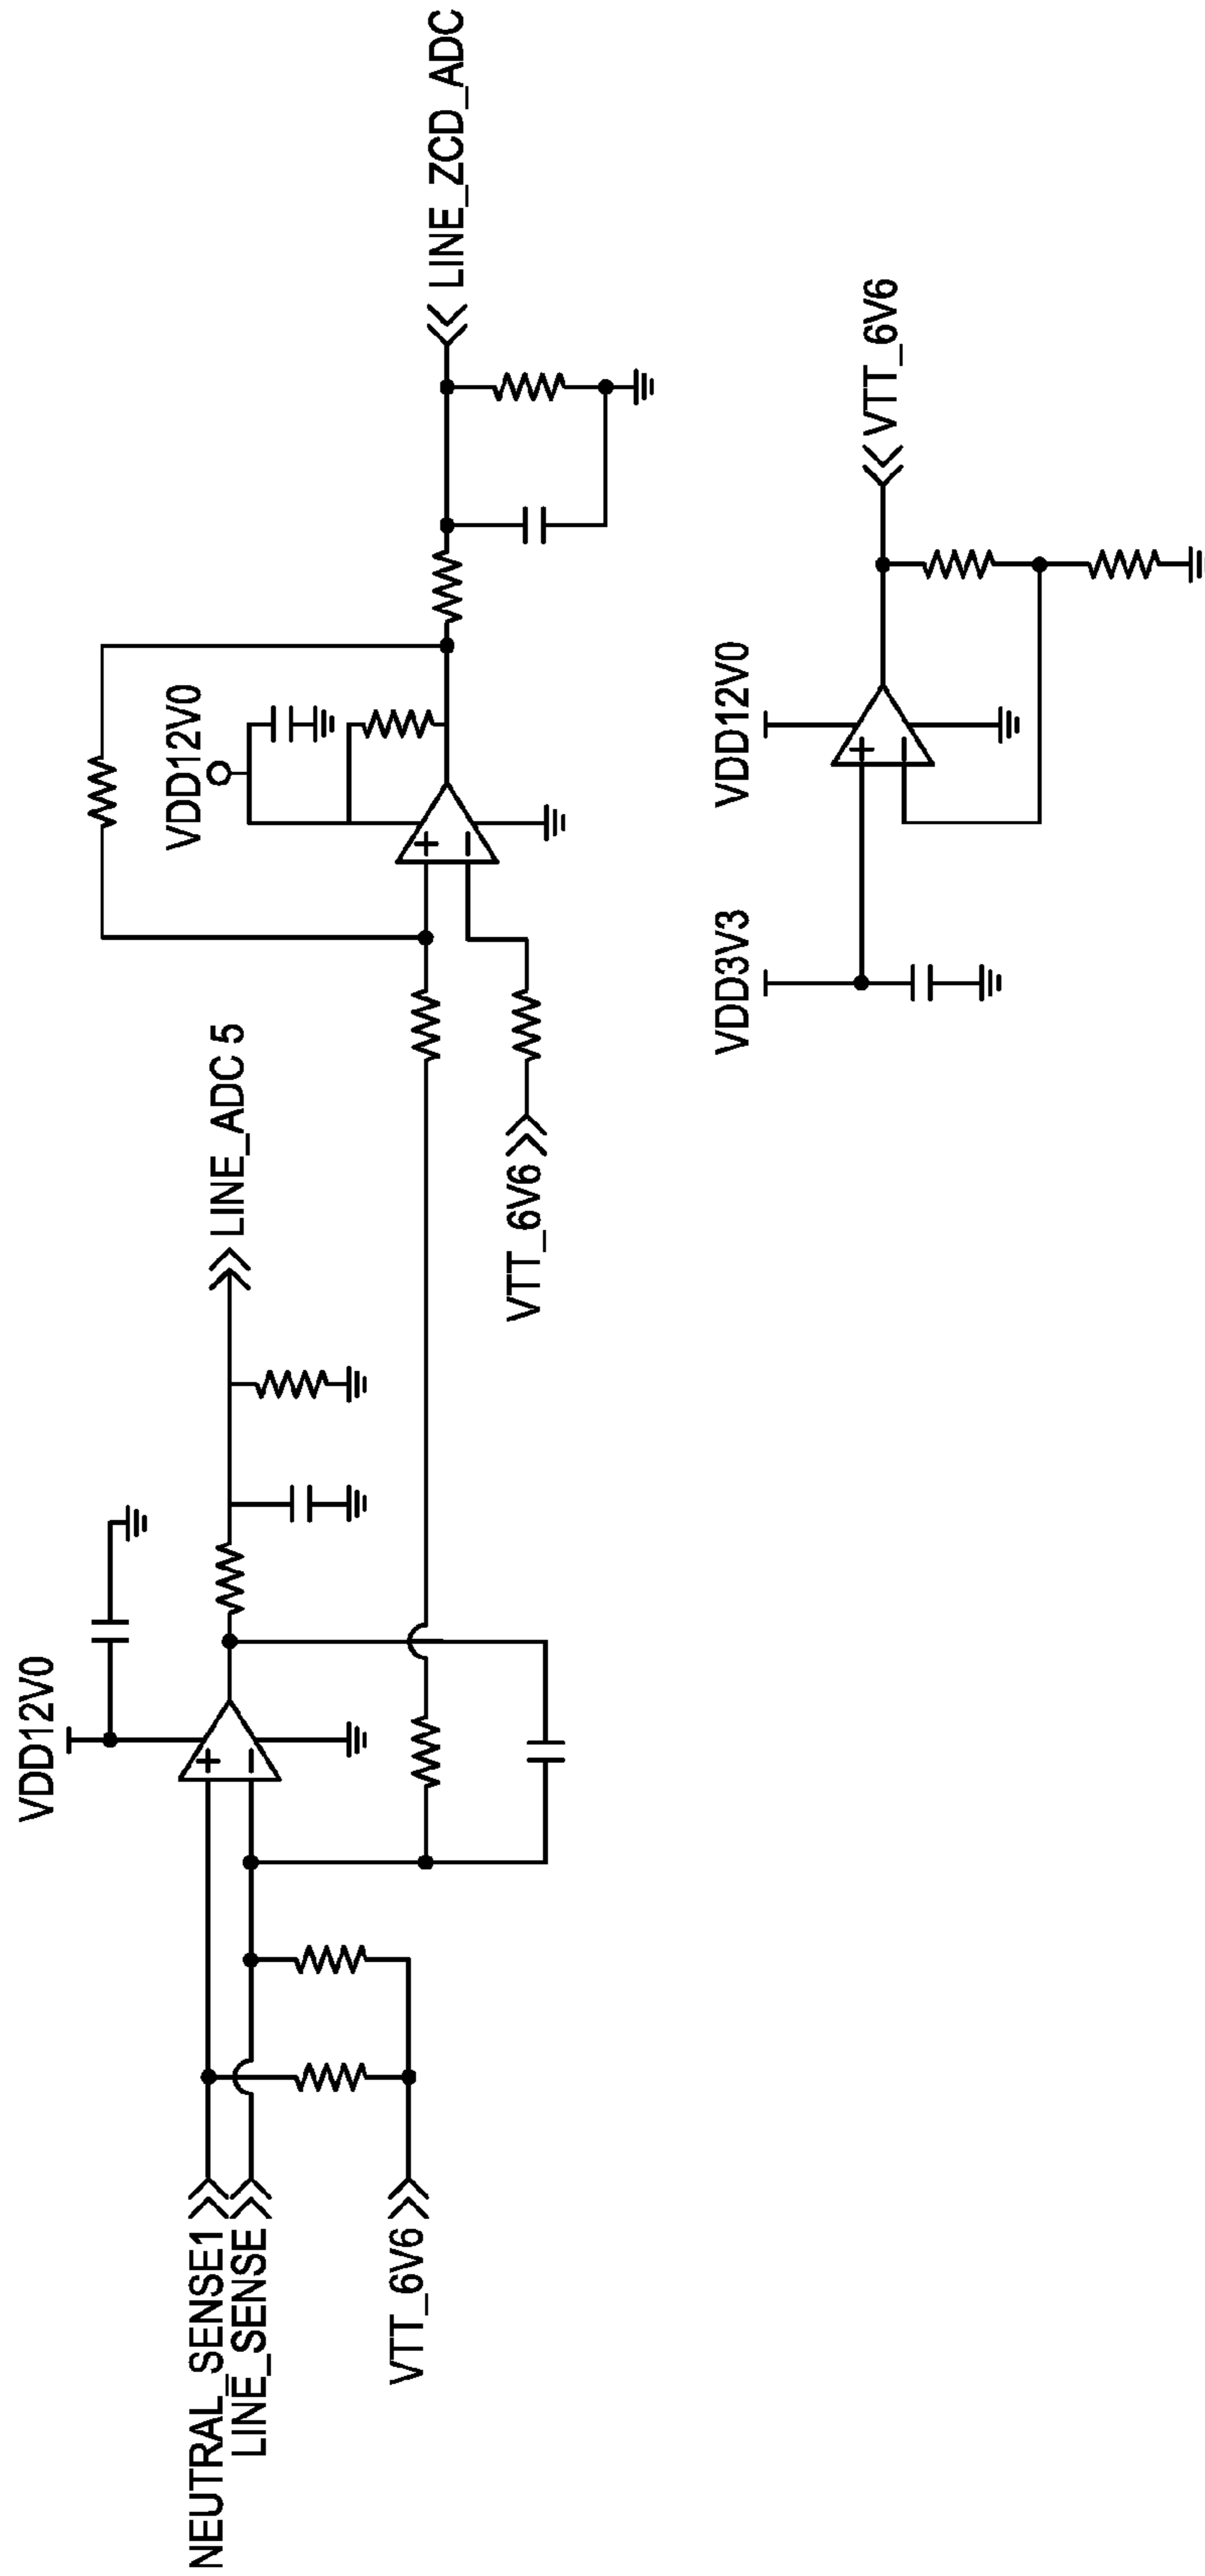 NEUTRAL_SENSE1
LINE_SENSE
VTT_6V6
VDD12V0
LINE_ADC 5
VTT_6V6
VDD12V0
LINE_ZCD_ADC
VDD3V3
VDD12V0
VTT_6V6